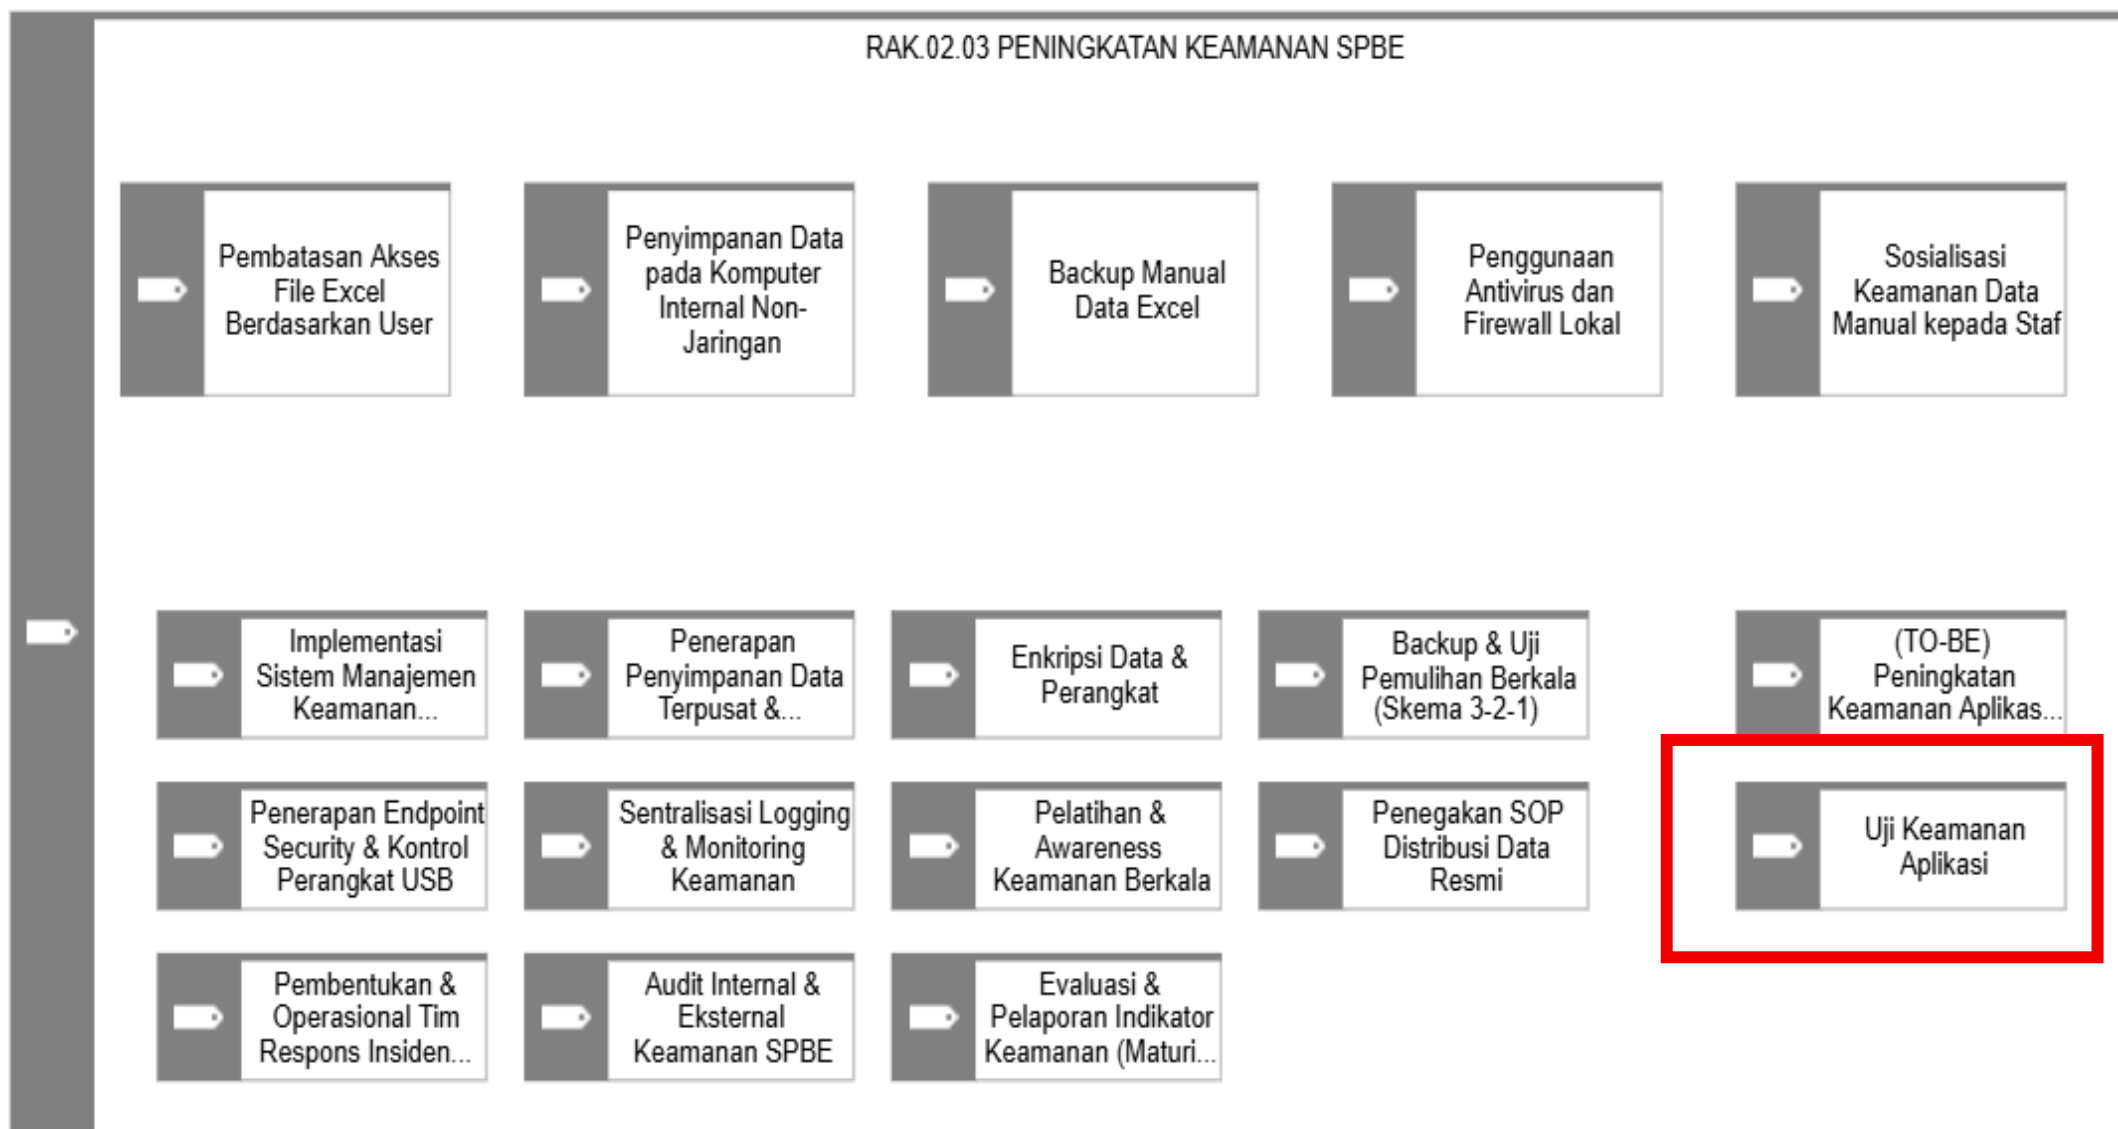 RAK.02.03 PENINGKATAN KEAMANAN SPBE
Pembatasan Akses
File Excel
Berdasarkan User
Penyimpanan Data
pada Komputer
Internal Non-
Jaringan
Backup Manual
Data Excel
Penggunaan
Antivirus dan
Firewall Lokal
Sosialisasi
Keamanan Data
Manual kepada Staf
Implementasi
Sistem Manajemen
Keamanan...
Penerapan
Penyimpanan Data
Terpusat &...
Enkripsi Data &
Perangkat
Backup & Uji
Pemulihan Berkala
(Skema 3-2-1)
(TO-BE)
Peningkatan
Keamanan Aplikas...
Penerapan Endpoint
Security & Kontrol
Perangkat USB
Sentralisasi Logging
& Monitoring
Keamanan
Pelatihan &
Awareness
Keamanan Berkala
Penegakan SOP
Distribusi Data
Resmi
Uji Keamanan
Aplikasi
Pembentukan &
Operasional Tim
Respons Insiden...
Audit Internal &
Eksternal
Keamanan SPBE
Evaluasi &
Pelaporan Indikator
Keamanan (Maturi...